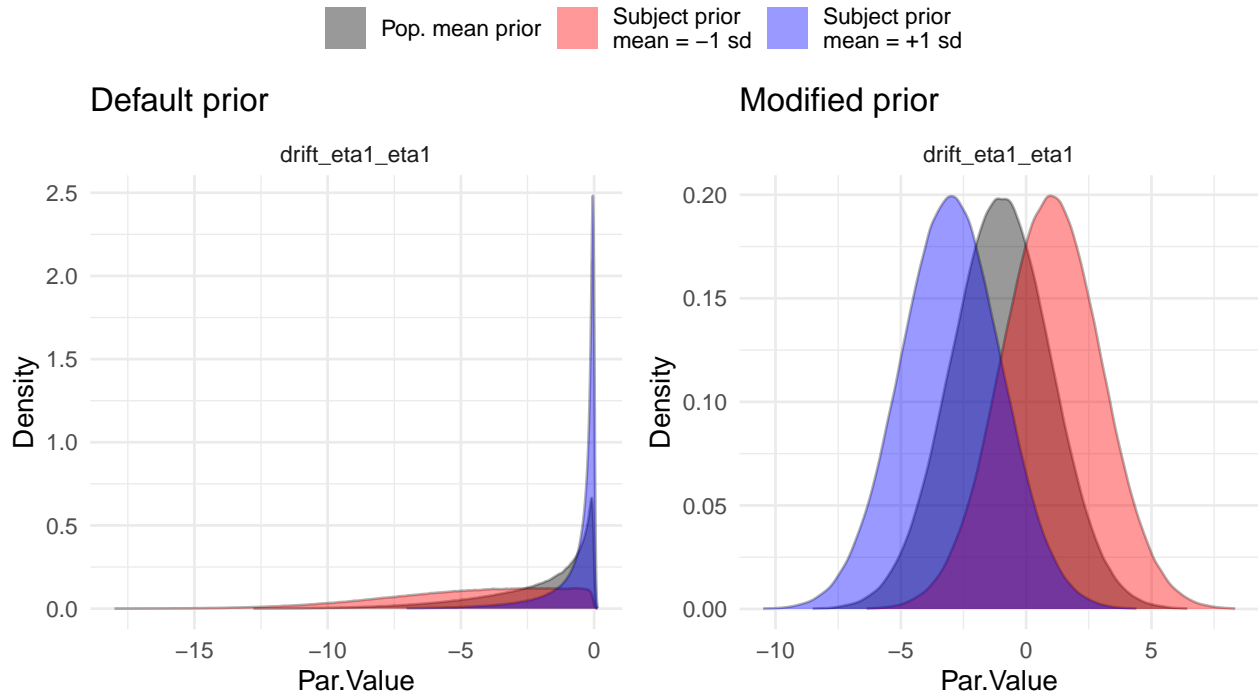 Pop. mean prior
Subject prior
mean = −1 sd
Subject prior
mean = +1 sd
Default prior
Modified prior
drift_eta1_eta1
drift_eta1_eta1
2.5
2.0
1.5
1.0
0.5
0.0
Density
−15
−10
−5
0
Par.Value
0.20
0.15
0.10
0.05
0.00
Density
−10
−5
0
5
Par.Value